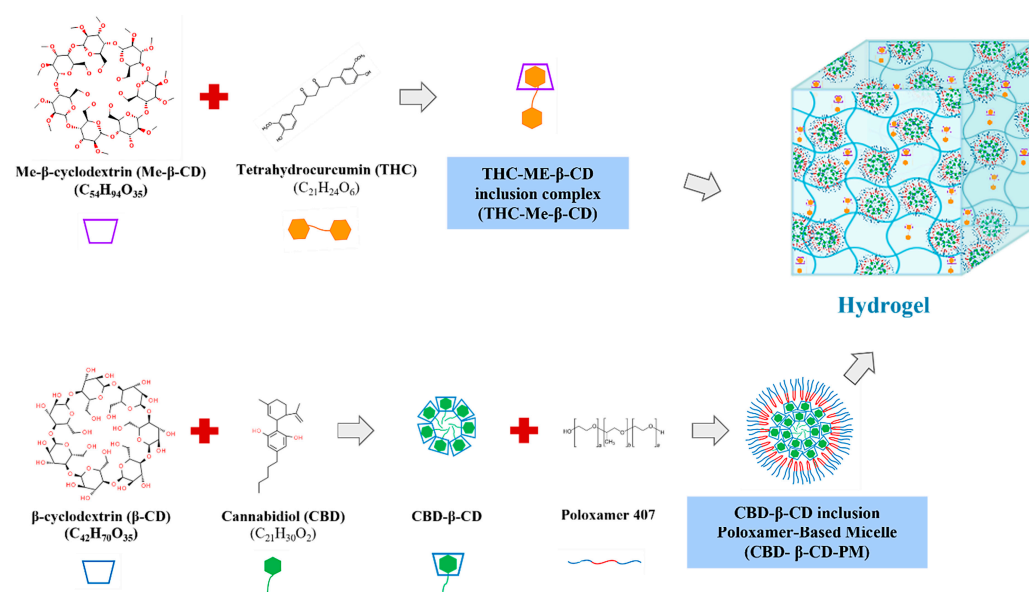 Me-β-cyclodextrin (Me-β-CD)
(C₅₄H₉₄O₃₅)
Tetrahydrocurcumin (THC)
(C₂₁H₂₄O₆)
THC-ME-β-CD
inclusion complex
(THC-Me-β-CD)
Hydrogel
β-cyclodextrin (β-CD)
(C₄₂H₇₀O₃₅)
Cannabidiol (CBD)
(C₂₁H₃₀O₂)
CBD-β-CD
Poloxamer 407
CBD-β-CD inclusion
Poloxamer-Based Micelle
(CBD- β-CD-PM)